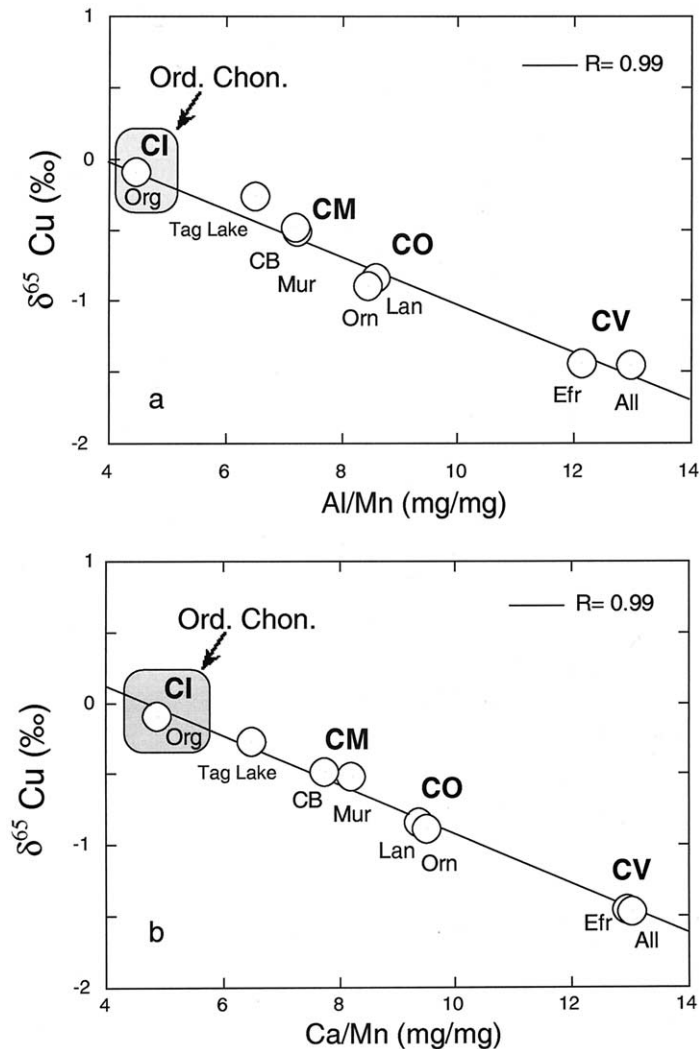 1
Ord. Chon.
R= 0.99
CI
0
Org
CM
Tag Lake
CO
CB
Mur
-1
Orn
Lan
CV
Efr
All
a
-2
δ⁶⁵ Cu (‰)
4 6 8 10 12 14
Al/Mn (mg/mg)
1
Ord. Chon.
R= 0.99
CI
0
Org
CM
Tag Lake
CO
CB
Mur
-1
Lan
Orn
CV
Efr
All
b
-2
δ⁶⁵ Cu (‰)
4 6 8 10 12 14
Ca/Mn (mg/mg)